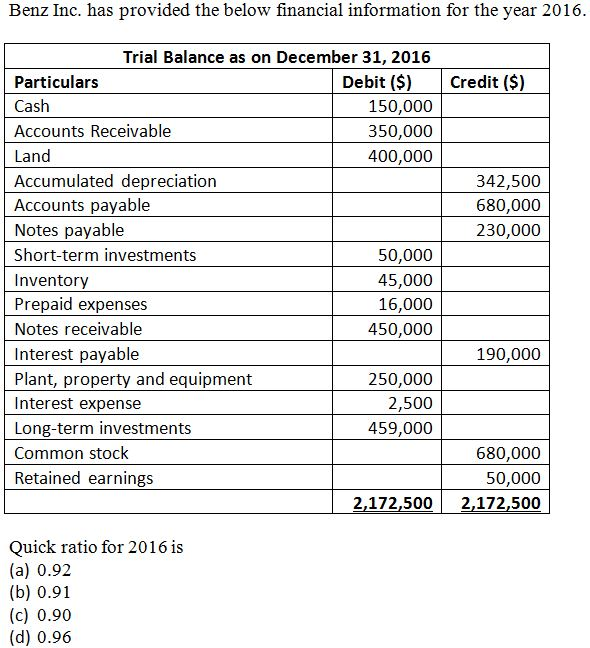 Benz Inc. has provided the below financial information for the year 2016.
Trial Balance as on December 31, 2016
Particulars Debit ($) Credit ($)
Cash 150,000
Accounts Receivable 350,000
Land 400,000
Accumulated depreciation 342,500
Accounts payable 680,000
Notes payable 230,000
Short-term investments 50,000
Inventory 45,000
Prepaid expenses 16,000
Notes receivable 450,000
Interest payable 190,000
Plant, property and equipment 250,000
Interest expense 2,500
Long-term investments 459,000
Common stock 680,000
Retained earnings 50,000
2,172,500 2,172,500
Quick ratio for 2016 is
(a) 0.92
(b) 0.91
(c) 0.90
(d) 0.96